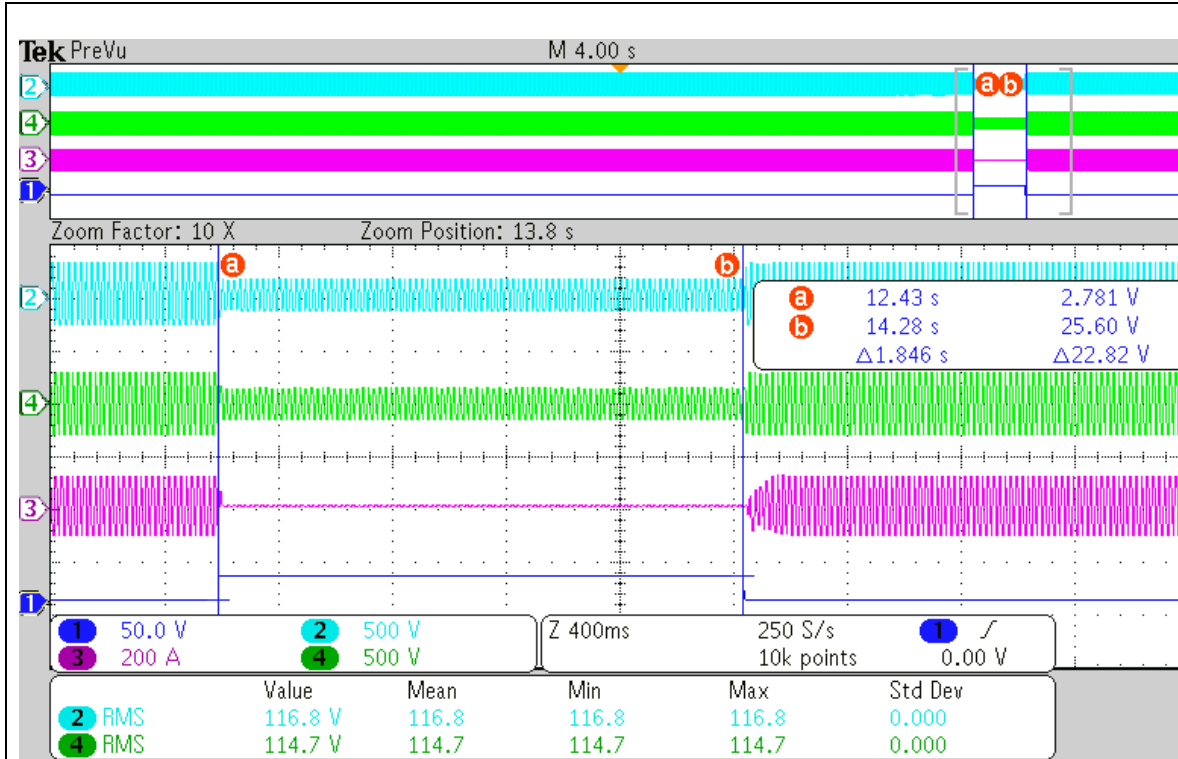 Tek PreVu M 4.00 s
2
a b
4
3
1
Zoom Factor: 10 X Zoom Position: 13.8 s
a b
2
a 12.43 s 2.781 V
b 14.28 s 25.60 V
△1.846 s △22.82 V
4
3
1
1 50.0 V 2 500 V Z 400ms 250 S/s 1 /
3 200 A 4 500 V 10k points 0.00 V
Value Mean Min Max Std Dev
2 RMS 116.8 V 116.8 116.8 116.8 0.000
4 RMS 114.7 V 114.7 114.7 114.7 0.000